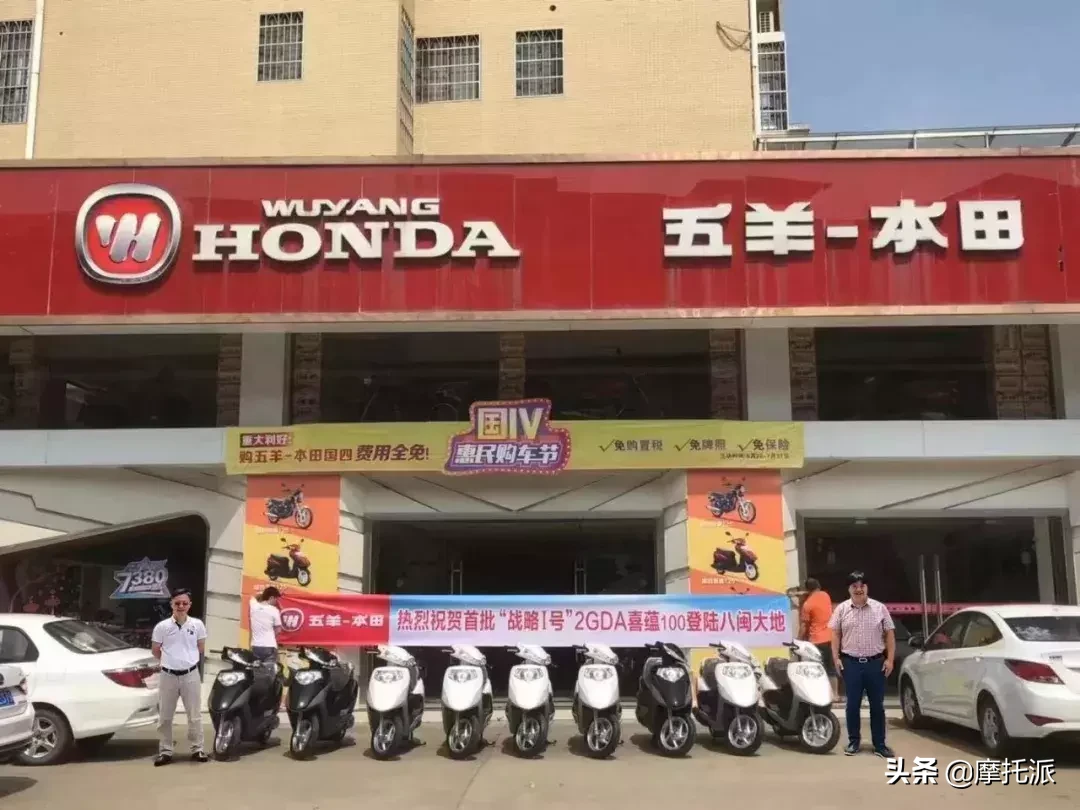 WUYANG
HONDA
五羊-本田
国IV
惠民购车节
重大利好:
购五羊-本田国四费用全免!
✓免购置税 ✓免牌照 ✓免保险
7380
五羊-本田
热烈祝贺首批“战略I号”2GDA喜蕴100登陆八闽大地
头条 @摩托派